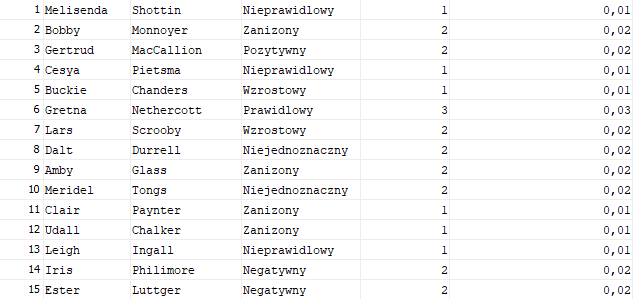 1 Melisenda Shottin Nieprawidlowy 1 0,01
2 Bobby Monnoyer Zanizony 2 0,02
3 Gertrud MacCallion Pozytywny 2 0,02
4 Cesya Pietsma Nieprawidlowy 1 0,01
5 Buckie Chanders Wzrostowy 1 0,01
6 Gretna Nethercott Prawidlowy 3 0,03
7 Lars Scrooby Wzrostowy 2 0,02
8 Dalt Durrell Niejednoznaczny 2 0,02
9 Amby Glass Zanizony 2 0,02
10 Meridel Tongs Niejednoznaczny 2 0,02
11 Clair Paynter Zanizony 1 0,01
12 Udall Chalker Zanizony 1 0,01
13 Leigh Ingall Nieprawidlowy 1 0,01
14 Iris Philimore Negatywny 2 0,02
15 Ester Luttger Negatywny 2 0,02